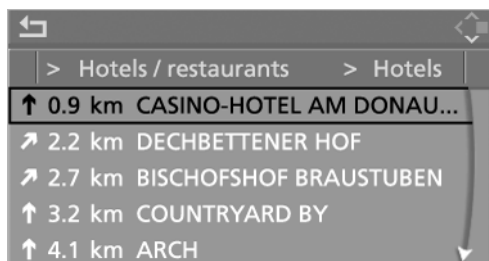 > Hotels / restaurants > Hotels
0.9 km CASINO-HOTEL AM DONAU...
2.2 km DECHBETTENER HOF
2.7 km BISCHOFSHOF BRAUSTUBEN
3.2 km COUNTRYARD BY
4.1 km ARCH